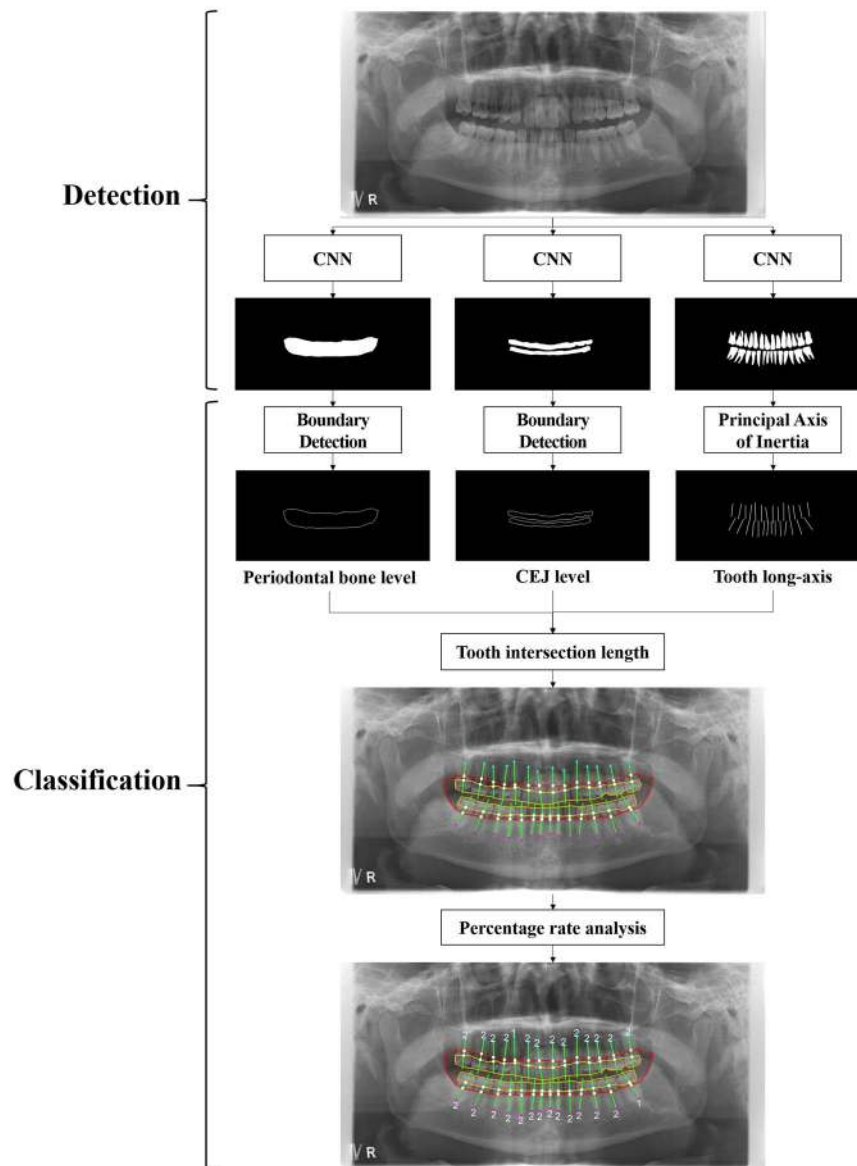 R
Detection
CNN CNN CNN
Boundary Detection Boundary Detection Principal Axis of Inertia
Periodontal bone level CEJ level Tooth long-axis
Tooth intersection length
R
Classification
Percentage rate analysis
R